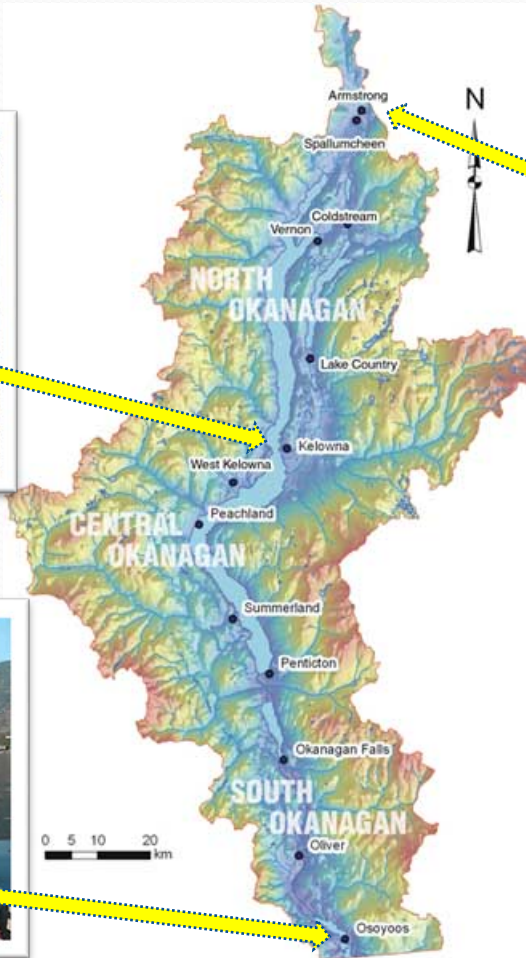 Armstrong
N
Spallumcheen
Coldstream
Vernon
NORTH
OKANAGAN
Lake Country
Kelowna
West Kelowna
Peachland
CENTRAL
OKANAGAN
Summerland
Penticton
Okanagan Falls
SOUTH
OKANAGAN
0 5 10 20
km
Oliver
Osoyoos